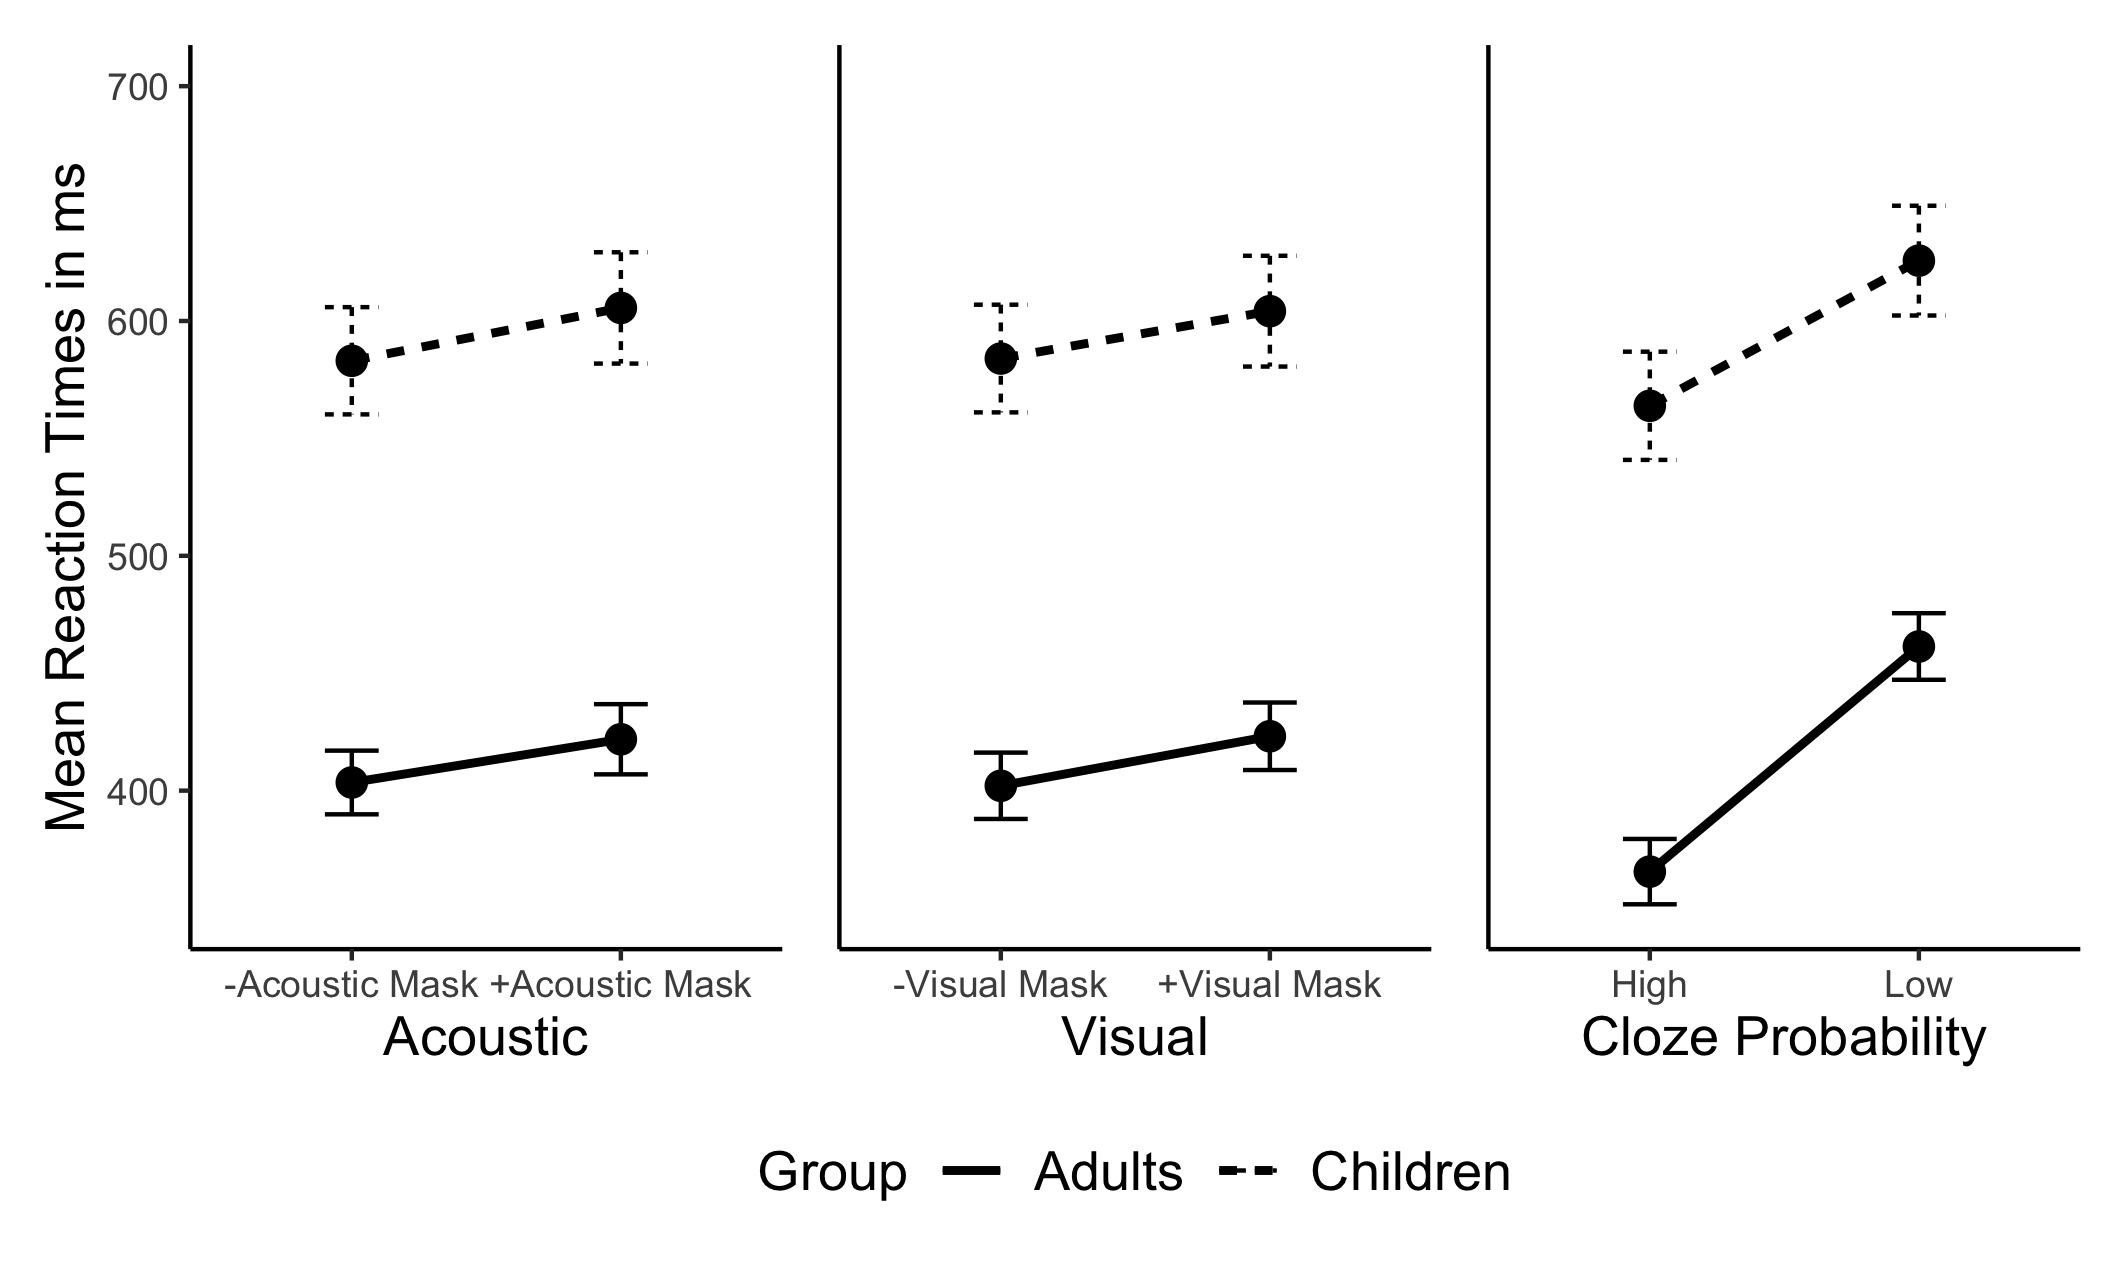 Mean Reaction Times in ms
700
600
500
400
-Acoustic Mask +Acoustic Mask
Acoustic
-Visual Mask +Visual Mask
Visual
High Low
Cloze Probability
Group Adults Children